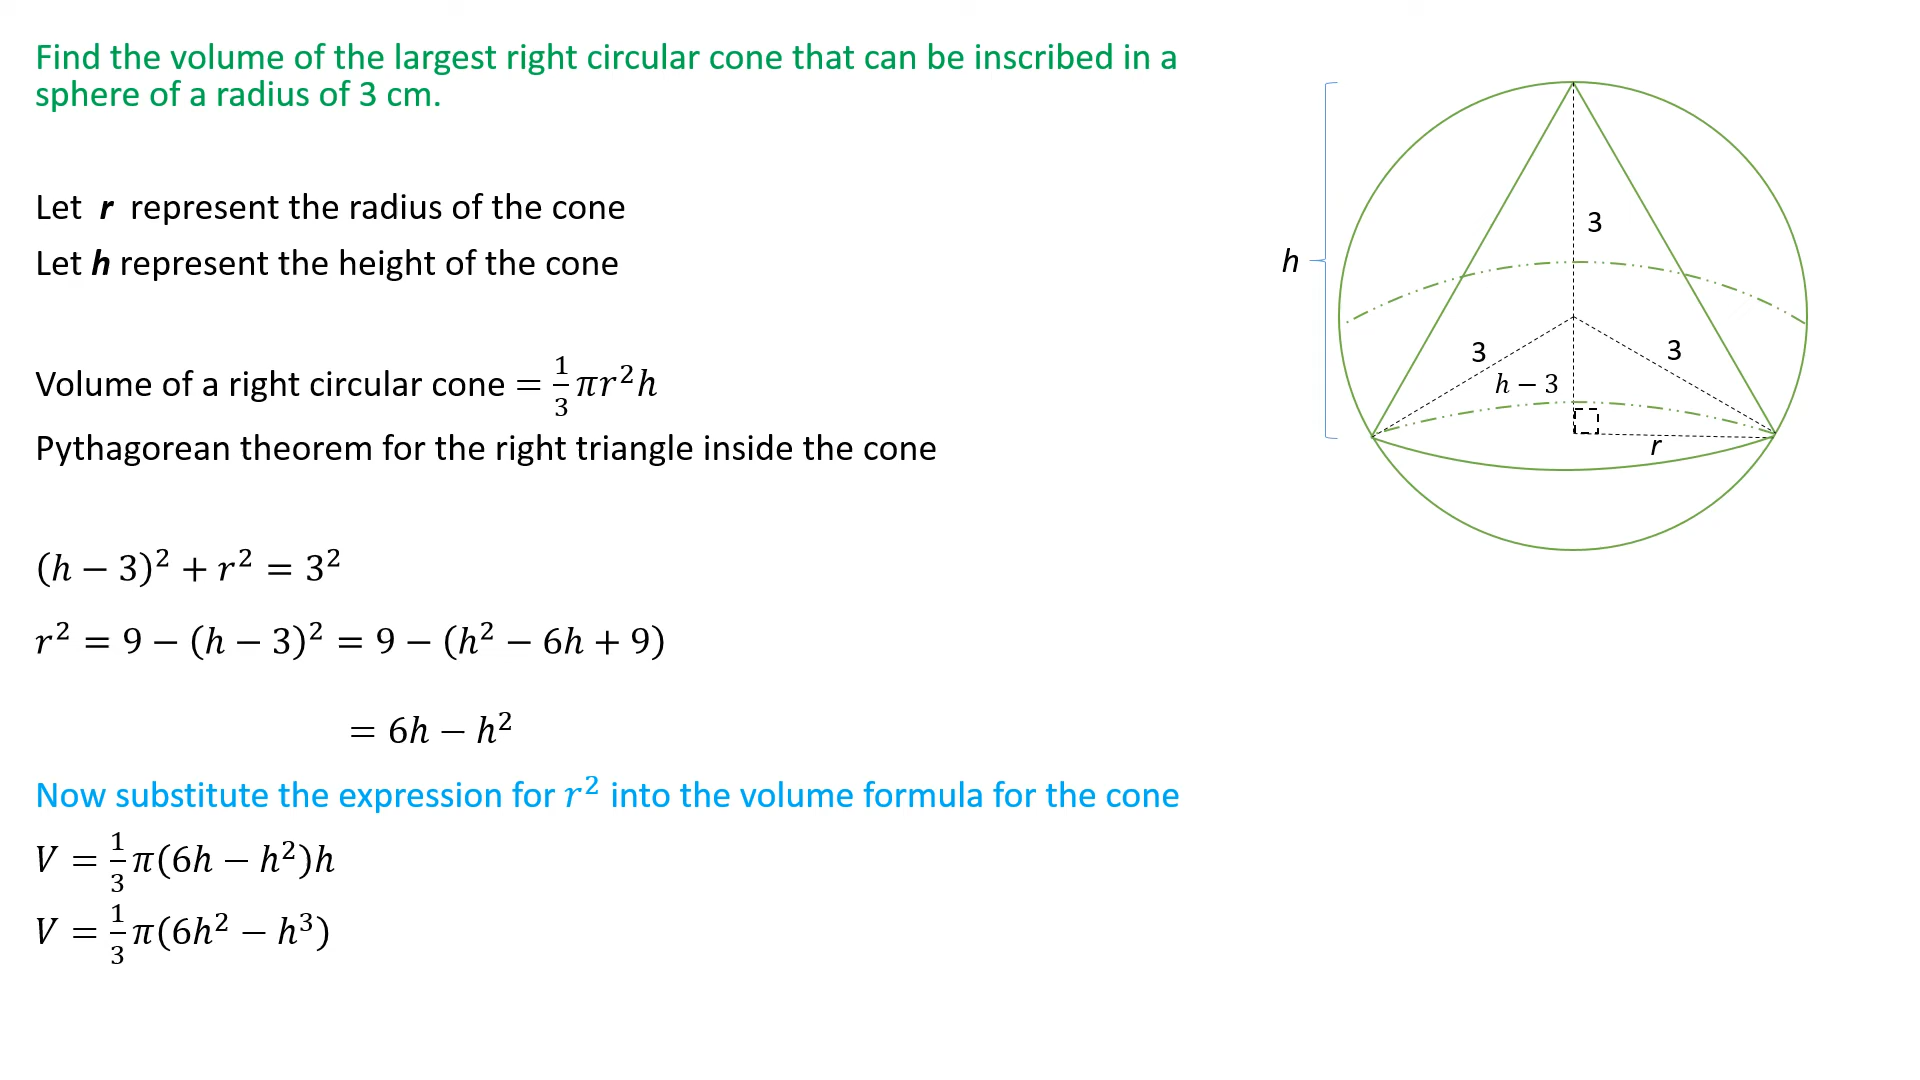 Find the volume of the largest right circular cone that can be inscribed in a
sphere of a radius of 3 cm.
Let r represent the radius of the cone
Let h represent the height of the cone
Volume of a right circular cone = 1/3 πr²h
Pythagorean theorem for the right triangle inside the cone
(h − 3)² + r² = 3²
r² = 9 − (h − 3)² = 9 − (h² − 6h + 9)
= 6h − h²
Now substitute the expression for r² into the volume formula for the cone
V = 1/3 π(6h − h²)h
V = 1/3 π(6h² − h³)
3
h
3
3
h − 3
r